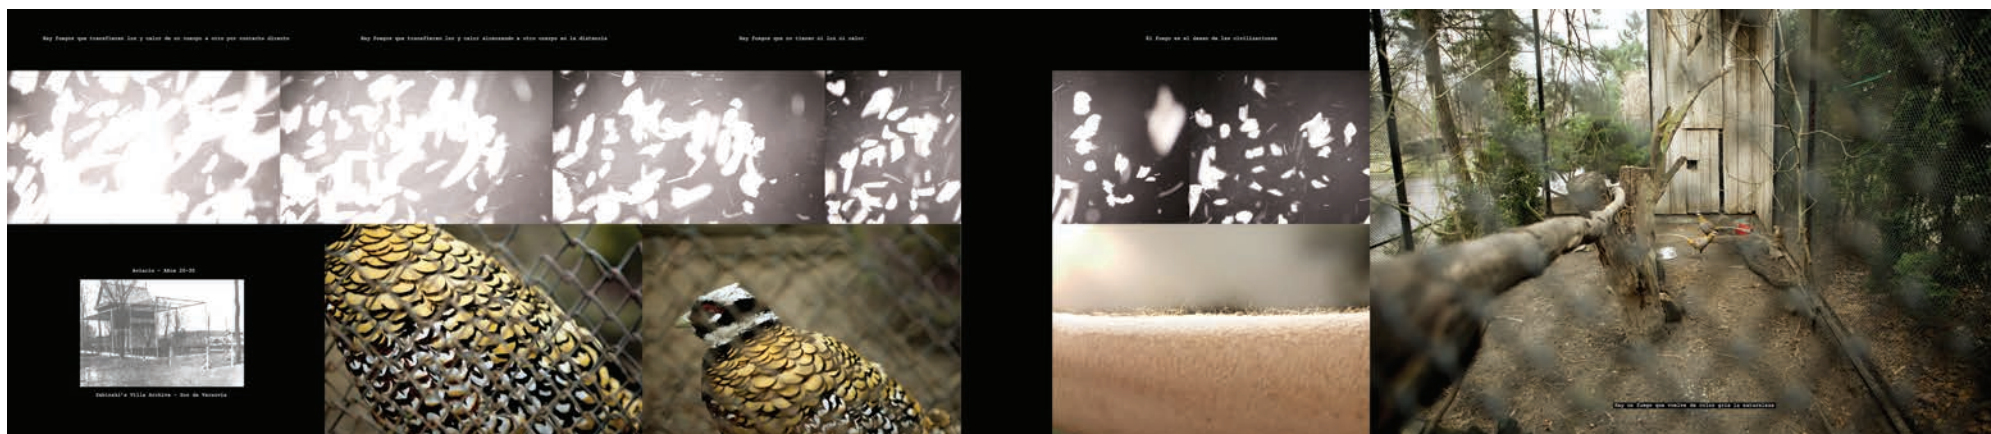 Hay fuegos que transfieren luz y calor de un cuerpo a otro por contacto directo
Hay fuegos que transfieren luz y calor alcanzando a otro cuerpo en la distancia
Hay fuegos que no tienen ni luz ni calor
El fuego es el deseo de las civilizaciones
Aviario - Años 20-30
Zabinski's Villa Archive - Zoo de Varsovia
Hay un fuego que vuelve de color gris la naturaleza